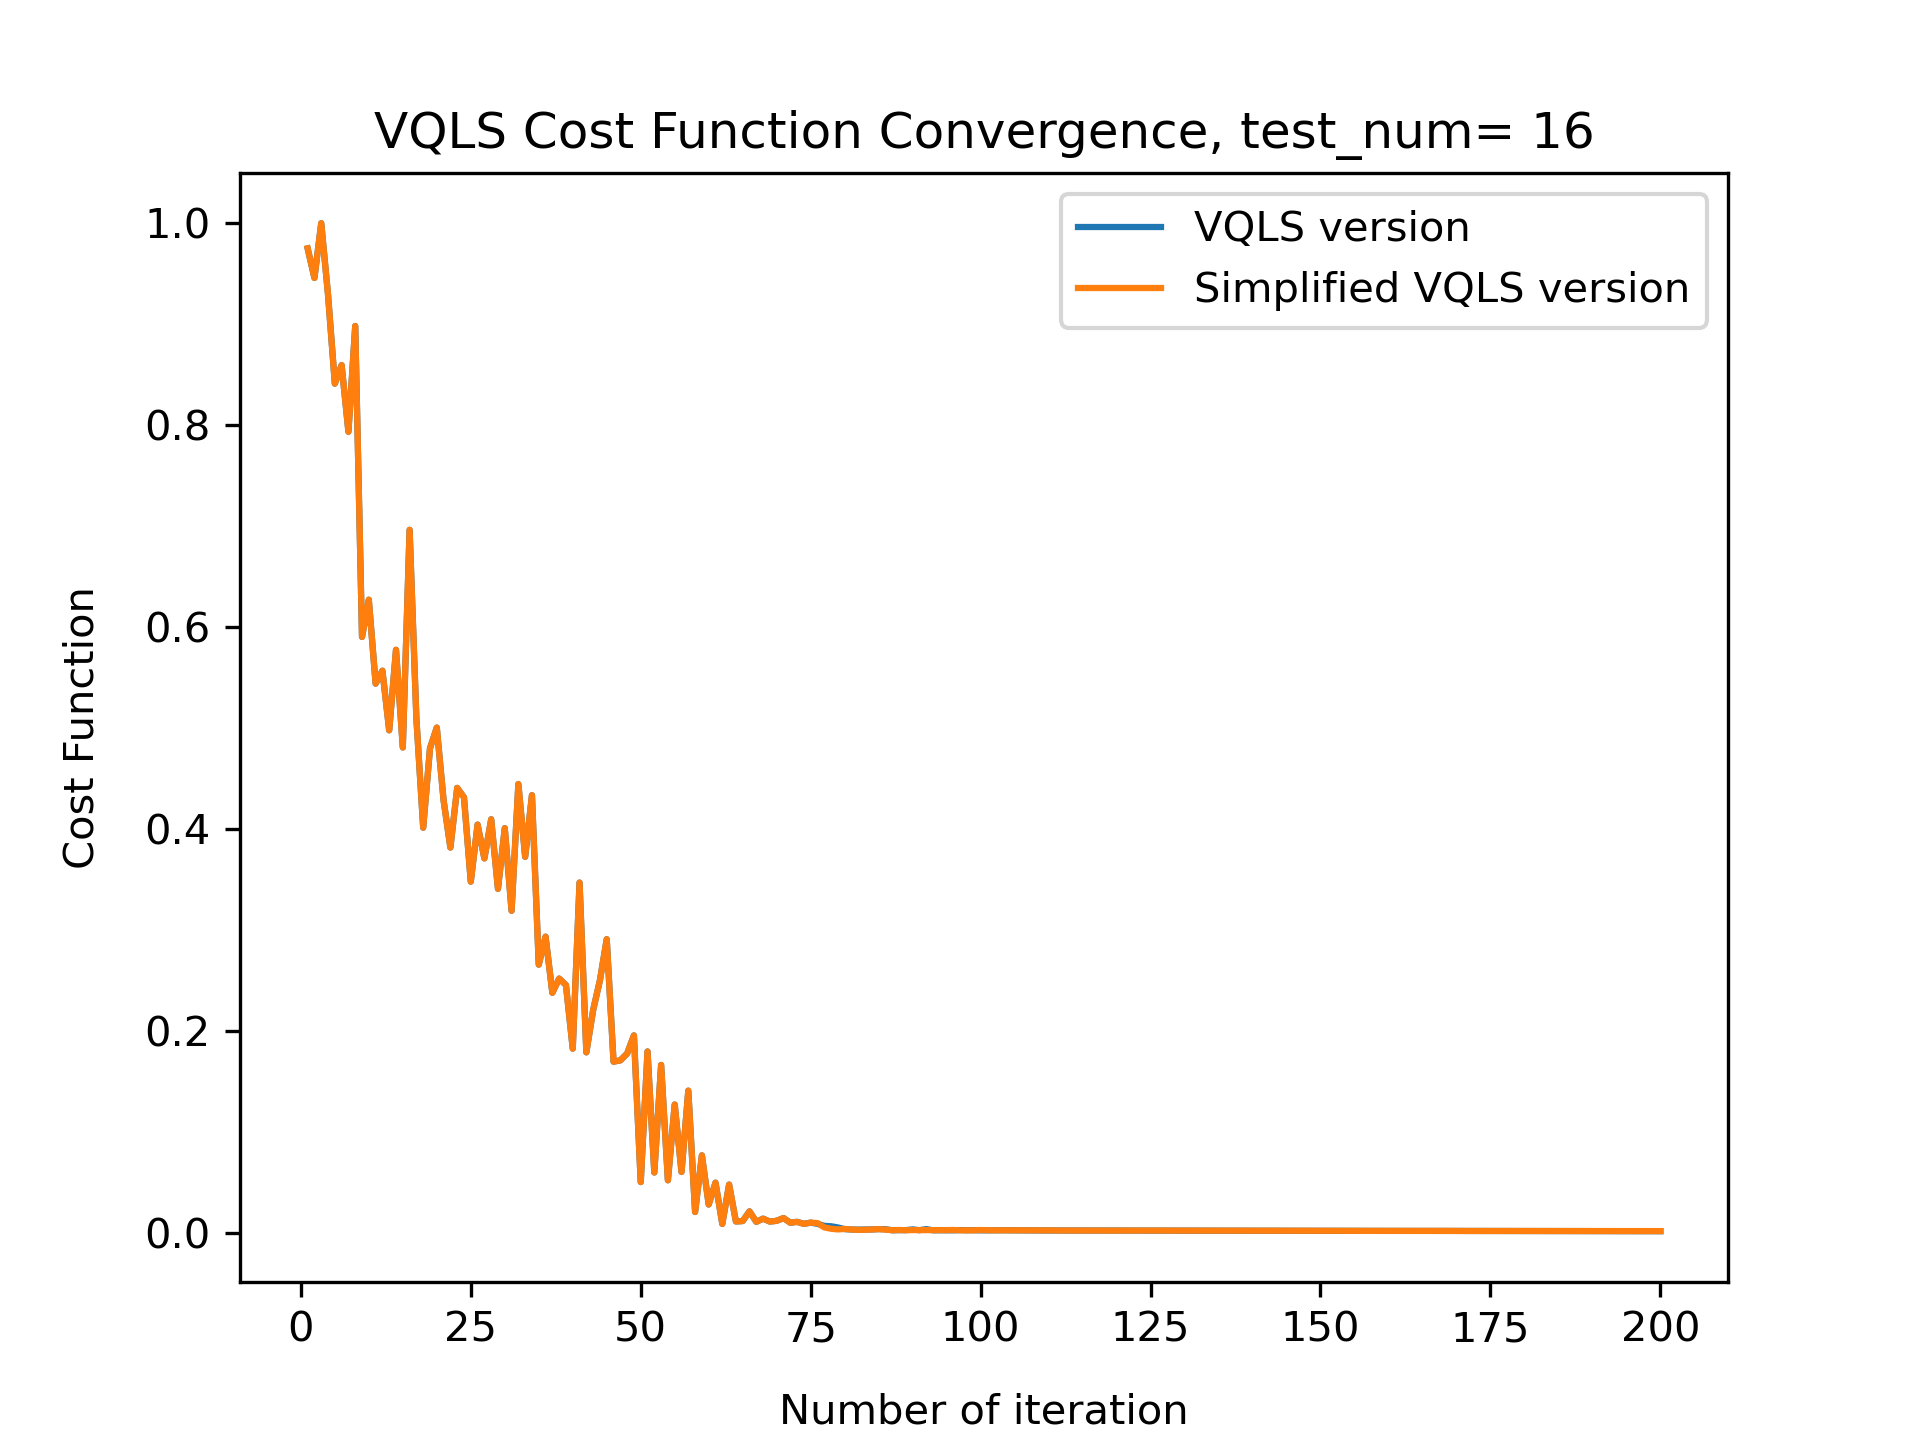 VQLS Cost Function Convergence, test_num= 16
VQLS version
Simplified VQLS version
1.0
0.8
0.6
0.4
0.2
0.0
Cost Function
0 25 50 75 100 125 150 175 200
Number of iteration